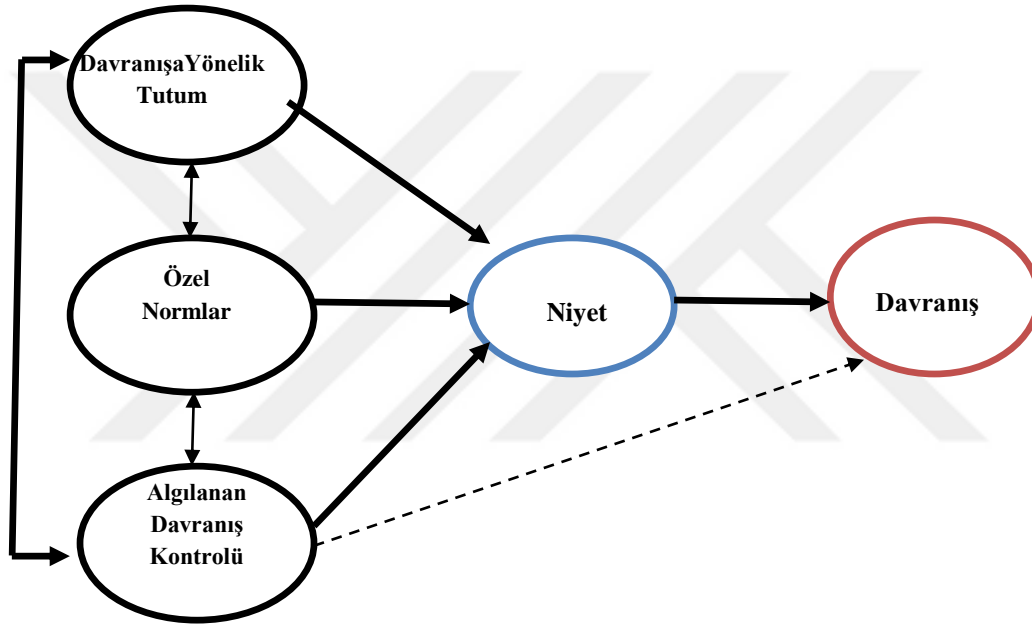 DavranışaYönelik
Tutum
Özel
Normlar
Niyet
Davranış
Algılanan
Davranış
Kontrolü